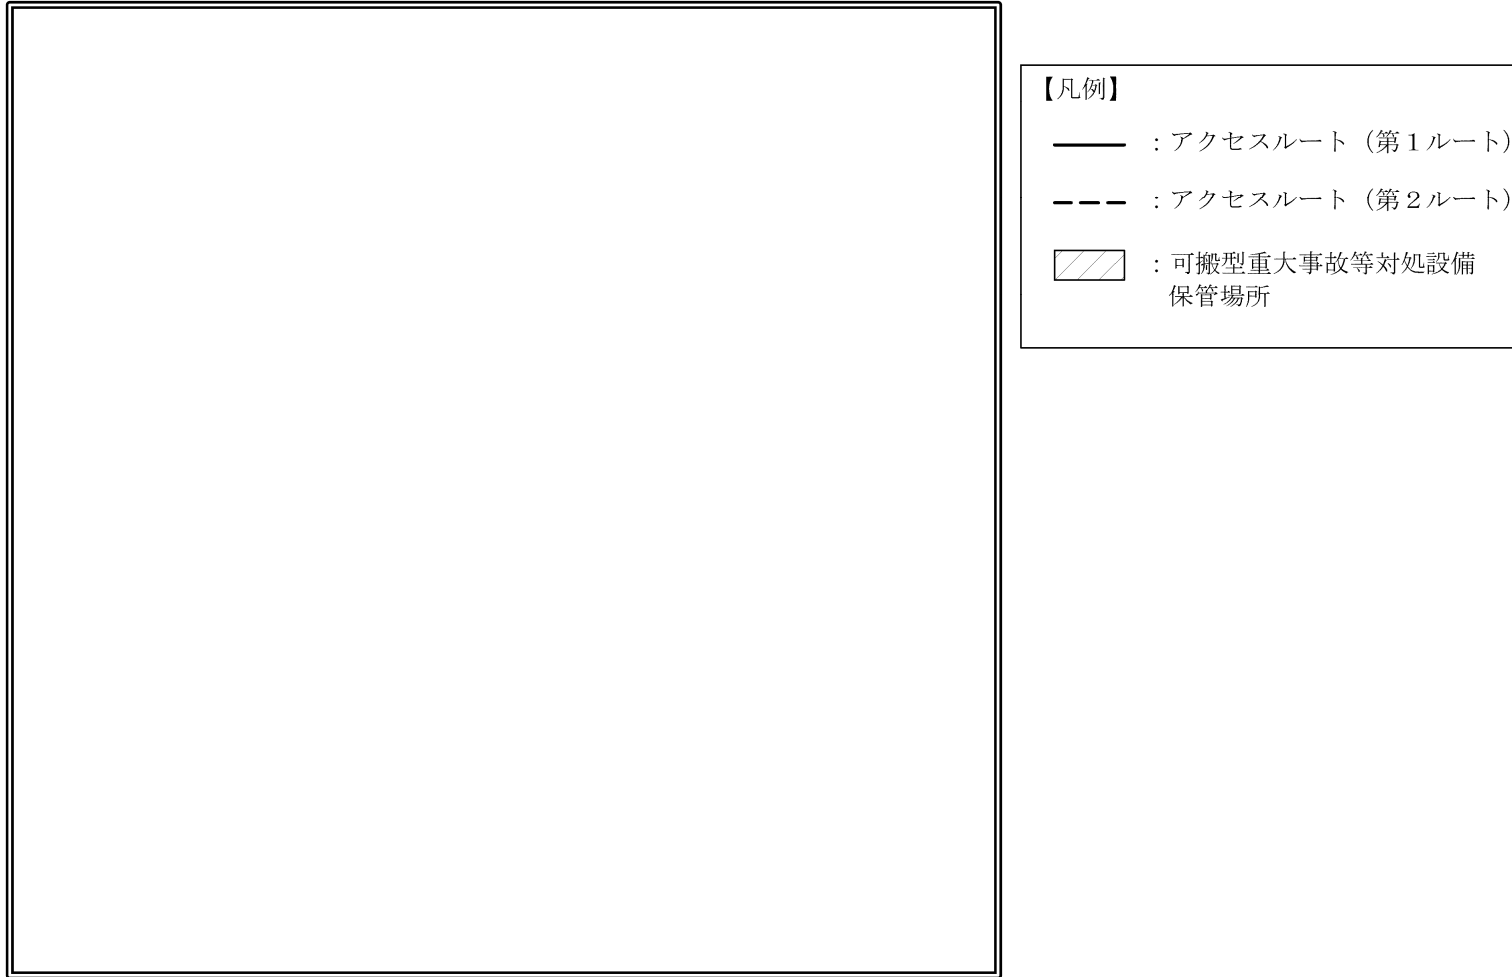 【凡例】
：アクセスルート（第１ルート）
：アクセスルート（第２ルート）
：可搬型重大事故等対処設備
保管場所